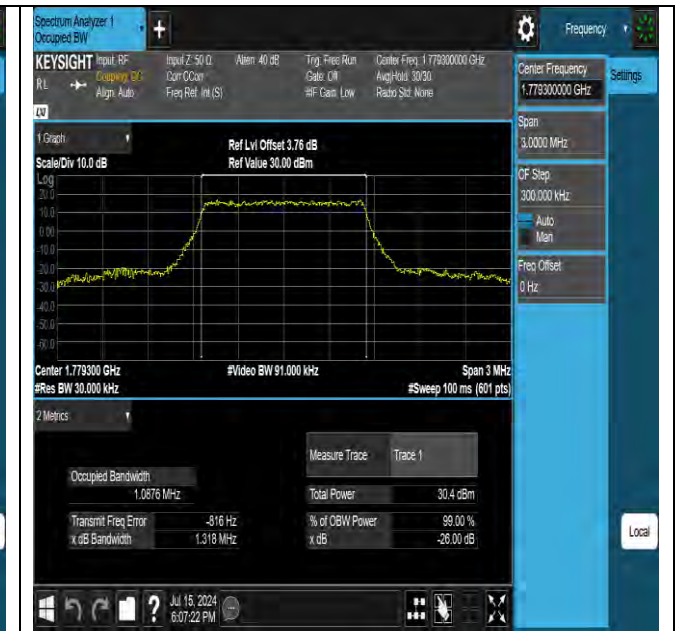 Spectrum Analyzer 1
Occupied BW
+
Frequency
KEYSIGHT Input: RF
RL Coupling: DC
Align: Auto
Input Z: 50 Ω
Corr CCorr
Freq Ref: Int (S)
Atten: 40 dB
Trig: Free Run
Gate: Off
#IF Gain: Low
Center Freq: 1.779300000 GHz
Avg|Hold: 30/30
Radio Std: None
LXI
1 Graph
Scale/Div 10.0 dB
Ref Lvl Offset 3.76 dB
Ref Value 30.00 dBm
Log
20.0
10.0
0.00
-10.0
-20.0
-30.0
-40.0
-50.0
-60.0
Center 1.779300 GHz
#Res BW 30.000 kHz
#Video BW 91.000 kHz
Span 3 MHz
#Sweep 100 ms (601 pts)
2 Metrics
Measure Trace Trace 1
Occupied Bandwidth
1.0876 MHz
Total Power 30.4 dBm
Transmit Freq Error -816 Hz
% of OBW Power 99.00 %
x dB Bandwidth 1.318 MHz
x dB -26.00 dB
Center Frequency
1.779300000 GHz
Settings
Span
3.0000 MHz
CF Step
300.000 kHz
Auto
Man
Freq Offset
0 Hz
Local
?
Jul 15, 2024
6:07:22 PM